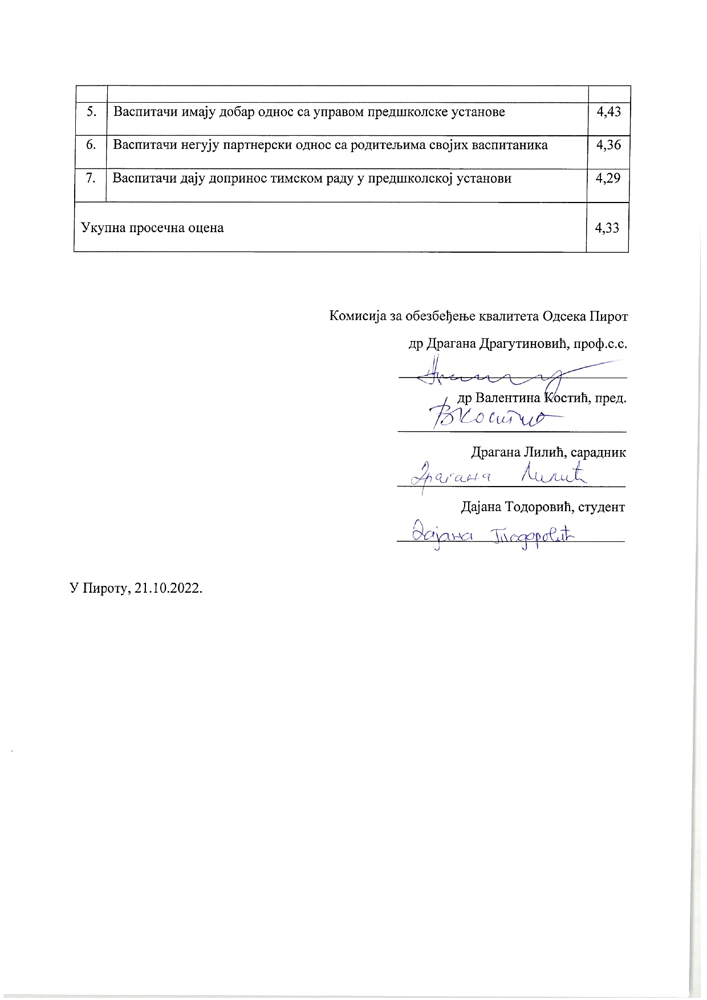 5. Васпитачи имају добар однос са управом предшколске установе 4,43
6. Васпитачи негују партнерски однос са родитељима својих васпитаника 4,36
7. Васпитачи дају допринос тимском раду у предшколској установи 4,29
Укупна просечна оцена 4,33
Комисија за обезбеђење квалитета Одсека Пирот
др Драгана Драгутиновић, проф.с.с.
др Валентина Костић, пред.
ВКостић
Драгана Лилић, сарадник
Драгана Лилић
Дајана Тодоровић, студент
Дајана Тодоровић
У Пироту, 21.10.2022.